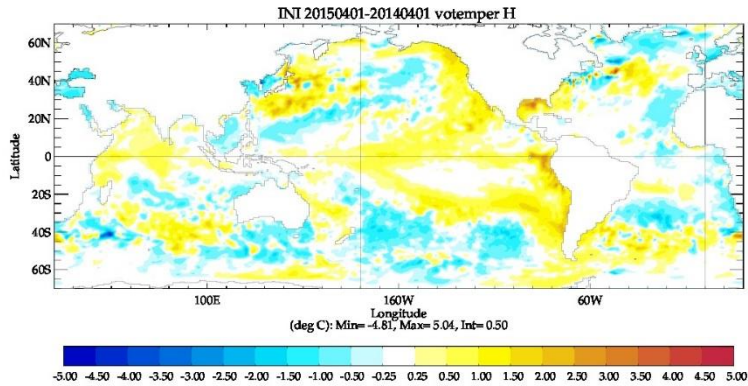 INI 20150401-20140401 votemper H
60N
40N
20N
0
20S
40S
60S
Latitude
100E 160W 60W
Longitude
(deg C): Min= -4.81, Max= 5.04, Int= 0.50
-5.00 -4.50 -4.00 -3.50 -3.00 -2.50 -2.00 -1.50 -1.00 -0.50 -0.25 0.25 0.50 1.00 1.50 2.00 2.50 3.00 3.50 4.00 4.50 5.00